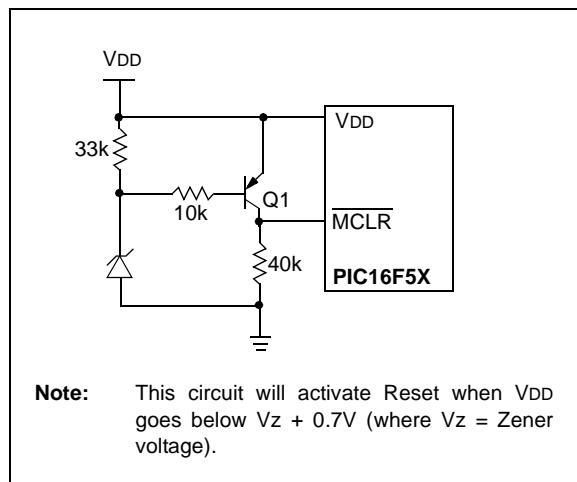 VDD
VDD
33k
Q1
10k
MCLR
40k
PIC16F5X
Note: This circuit will activate Reset when VDD
goes below Vz + 0.7V (where Vz = Zener
voltage).